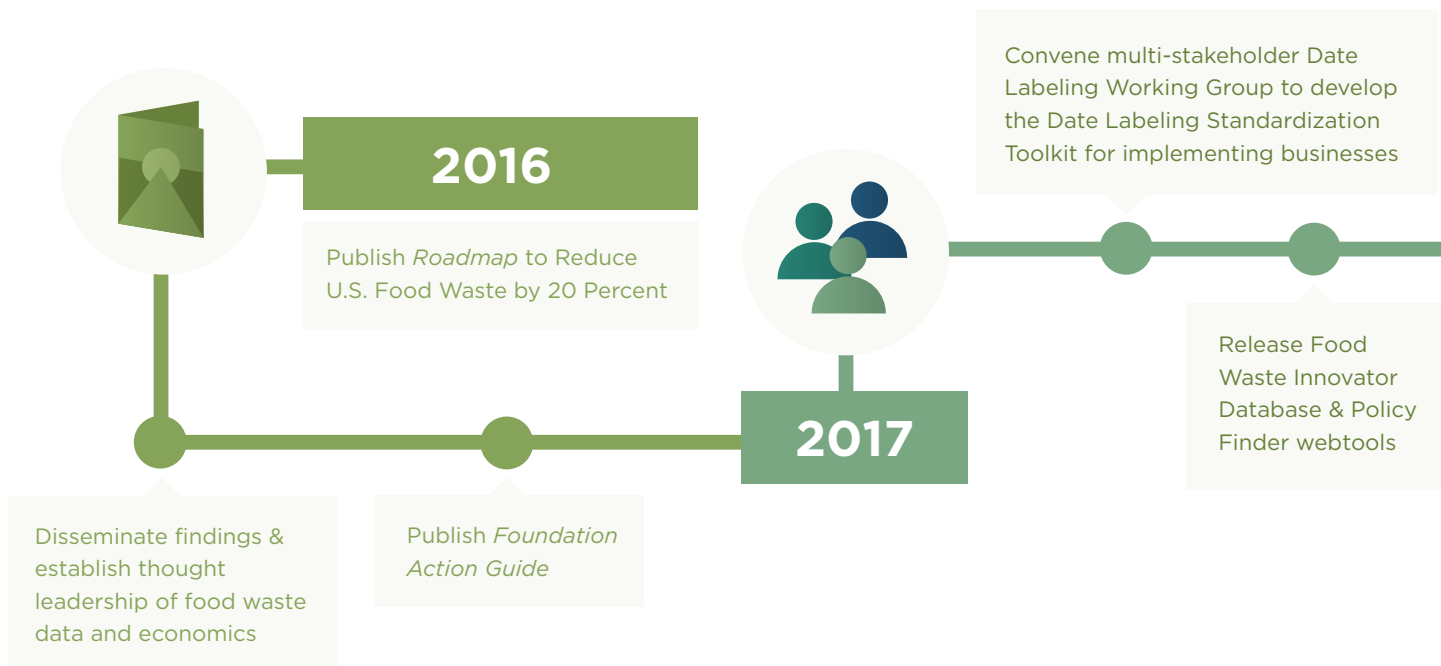 2016
Publish Roadmap to Reduce
U.S. Food Waste by 20 Percent
Disseminate findings &
establish thought
leadership of food waste
data and economics
Publish Foundation
Action Guide
2017
Convene multi-stakeholder Date
Labeling Working Group to develop
the Date Labeling Standardization
Toolkit for implementing businesses
Release Food
Waste Innovator
Database & Policy
Finder webtools